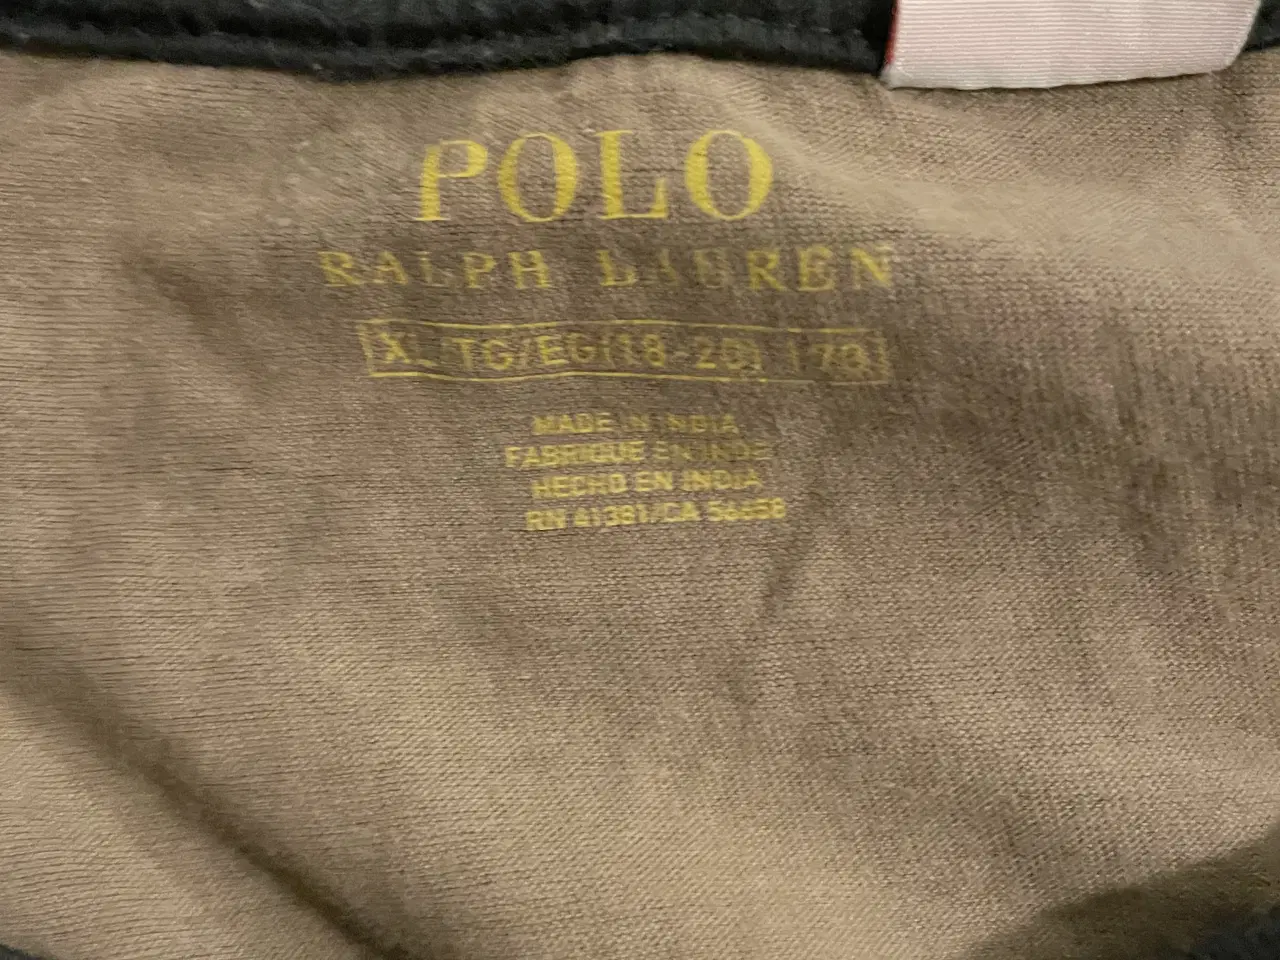 POLO
RALPH LAUREN
XL/TG/EG(18-20) 170
MADE IN INDIA
FABRIQUE EN INDE
HECHO EN INDIA
RN 41381/CA 56658